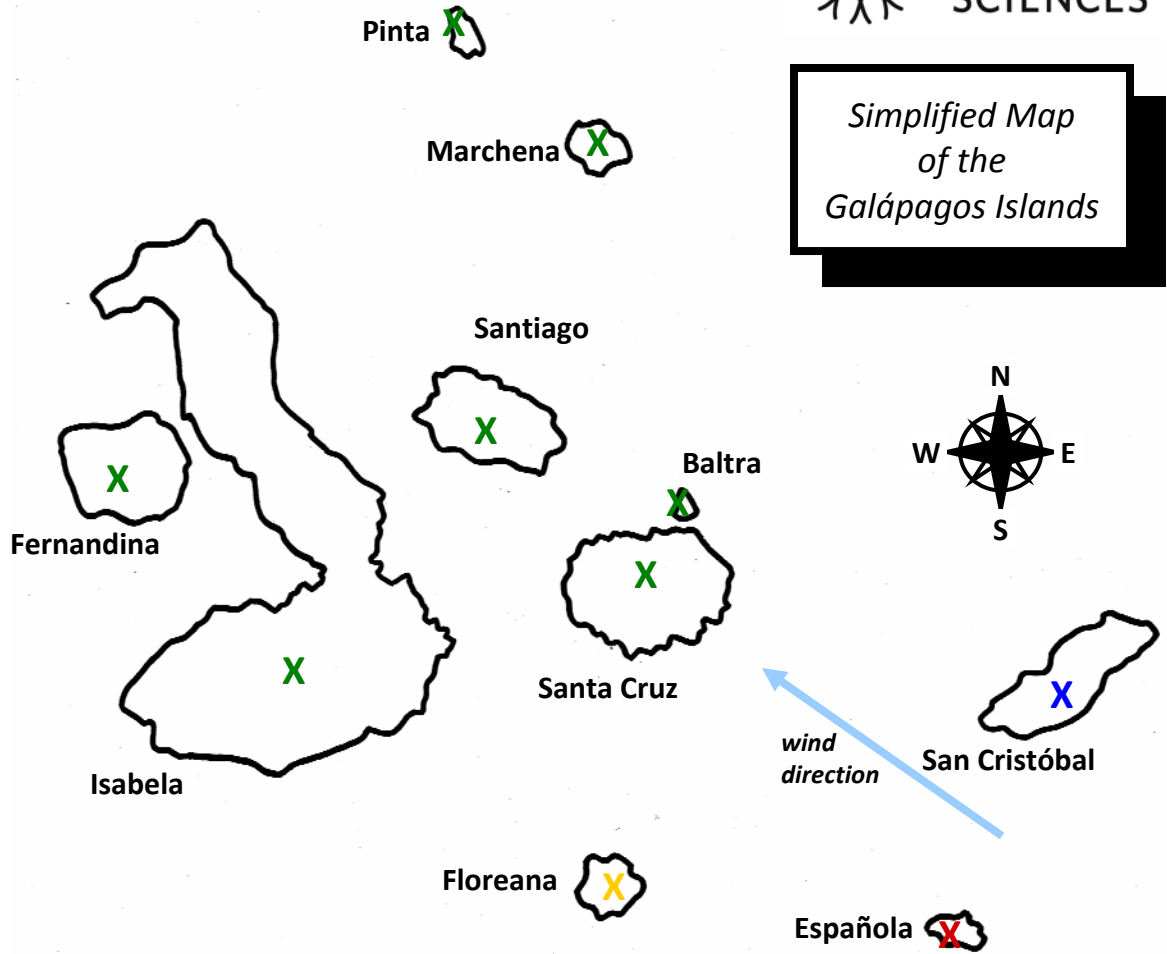 SCIENCES
Pinta
X
Simplified Map
of the
Galápagos Islands
Marchena
X
Santiago
X
N
W
E
S
Baltra
X
X
Fernandina
X
Santa Cruz
X
Isabela
wind
direction
X
San Cristóbal
Floreana
X
Española
X